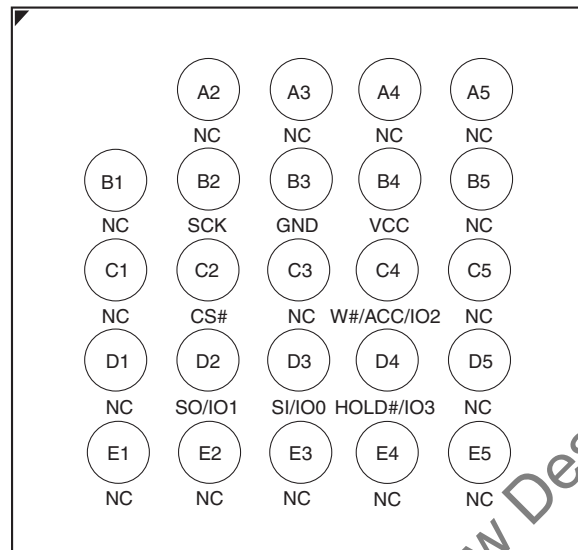 A2 A3 A4 A5
NC NC NC NC
B1 B2 B3 B4 B5
NC SCK GND VCC NC
C1 C2 C3 C4 C5
NC CS# NC W#/ACC/IO2 NC
D1 D2 D3 D4 D5
NC SO/IO1 SI/IO0 HOLD#/IO3 NC
E1 E2 E3 E4 E5
NC NC NC NC NC